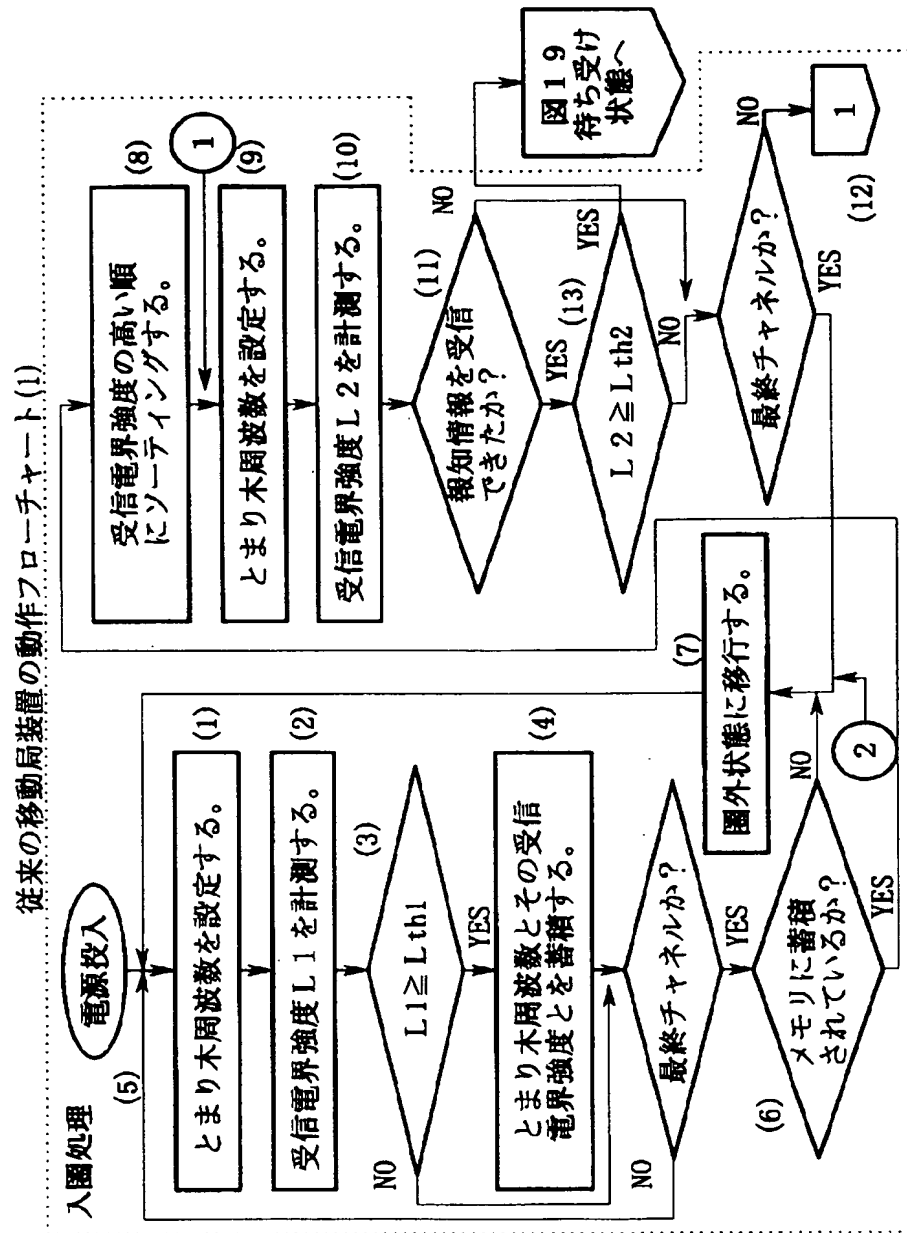 従来の移動局装置の動作フローチャート(1)
入圏処理
電源投入
(5)
とまり木周波数を設定する。
(1)
受信電界強度L1を計測する。
(2)
L1≧Lth1
(3)
NO
YES
とまり木周波数とその受信
電界強度とを蓄積する。
(4)
最終チャネルか?
NO
YES
メモリに蓄積
されているか?
(6)
NO
YES
圏外状態に移行する。
(7)
2
受信電界強度の高い順
にソーティングする。
(8)
1
とまり木周波数を設定する。
(9)
受信電界強度L2を計測する。
(10)
報知情報を受信
できたか?
(11)
NO
YES
L2≧Lth2
(13)
YES
NO
図19
待ち受け
状態へ
最終チャネルか?
NO
YES
(12)
1